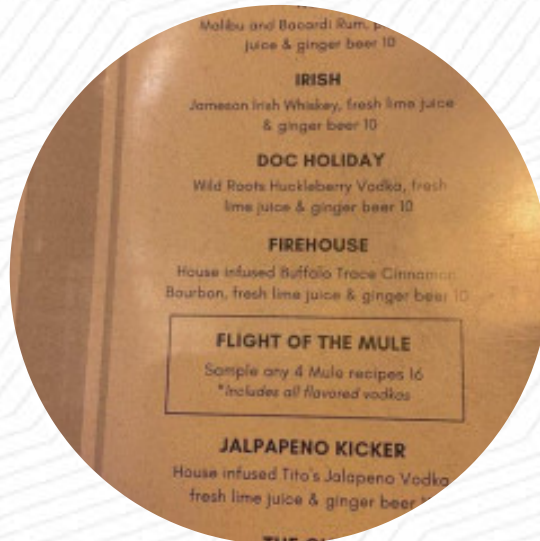 Malibu and Bacardi Rum,
juice & ginger beer 10
IRISH
Jameson Irish Whiskey, fresh lime juice
& ginger beer 10
DOC HOLIDAY
Wild Roots Huckleberry Vodka, fresh
lime juice & ginger beer 10
FIREHOUSE
House infused Buffalo Trace Cinnamon
Bourbon, fresh lime juice & ginger beer 10
FLIGHT OF THE MULE
Sample any 4 Mule recipes 16
*Includes all flavored vodkas
JALPAPENO KICKER
House infused Tito's Jalapeno Vodka
fresh lime juice & ginger beer
THE